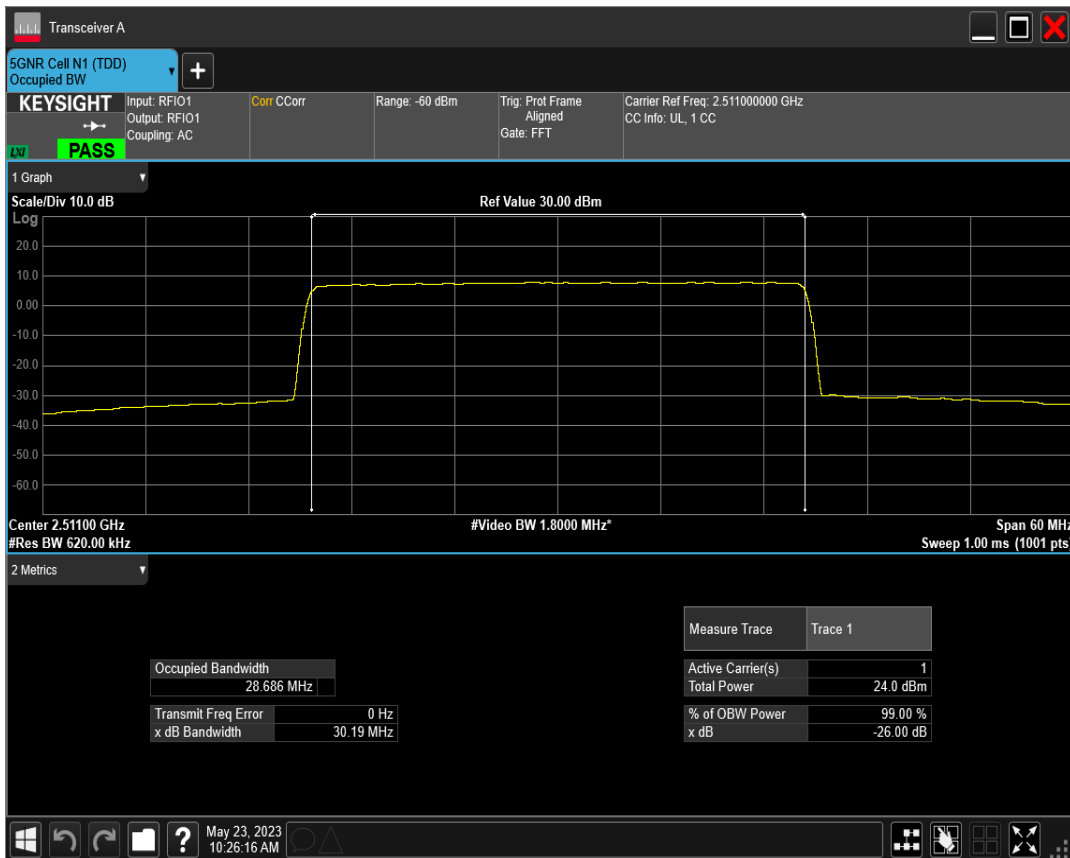 Transceiver A
5GNR Cell N1 (TDD)
Occupied BW
+
KEYSIGHT
LXI
PASS
Input: RFIO1
Output: RFIO1
Coupling: AC
Corr CCorr
Range: -60 dBm
Trig: Prot Frame
Aligned
Gate: FFT
Carrier Ref Freq: 2.511000000 GHz
CC Info: UL, 1 CC
1 Graph
Scale/Div 10.0 dB
Ref Value 30.00 dBm
Log
20.0
10.0
0.00
-10.0
-20.0
-30.0
-40.0
-50.0
-60.0
Center 2.51100 GHz
#Video BW 1.8000 MHz*
Span 60 MHz
#Res BW 620.00 kHz
Sweep 1.00 ms (1001 pts)
2 Metrics
Measure Trace Trace 1
Occupied Bandwidth
28.686 MHz
Active Carrier(s) 1
Total Power 24.0 dBm
Transmit Freq Error 0 Hz
x dB Bandwidth 30.19 MHz
% of OBW Power 99.00 %
x dB -26.00 dB
?
May 23, 2023
10:26:16 AM